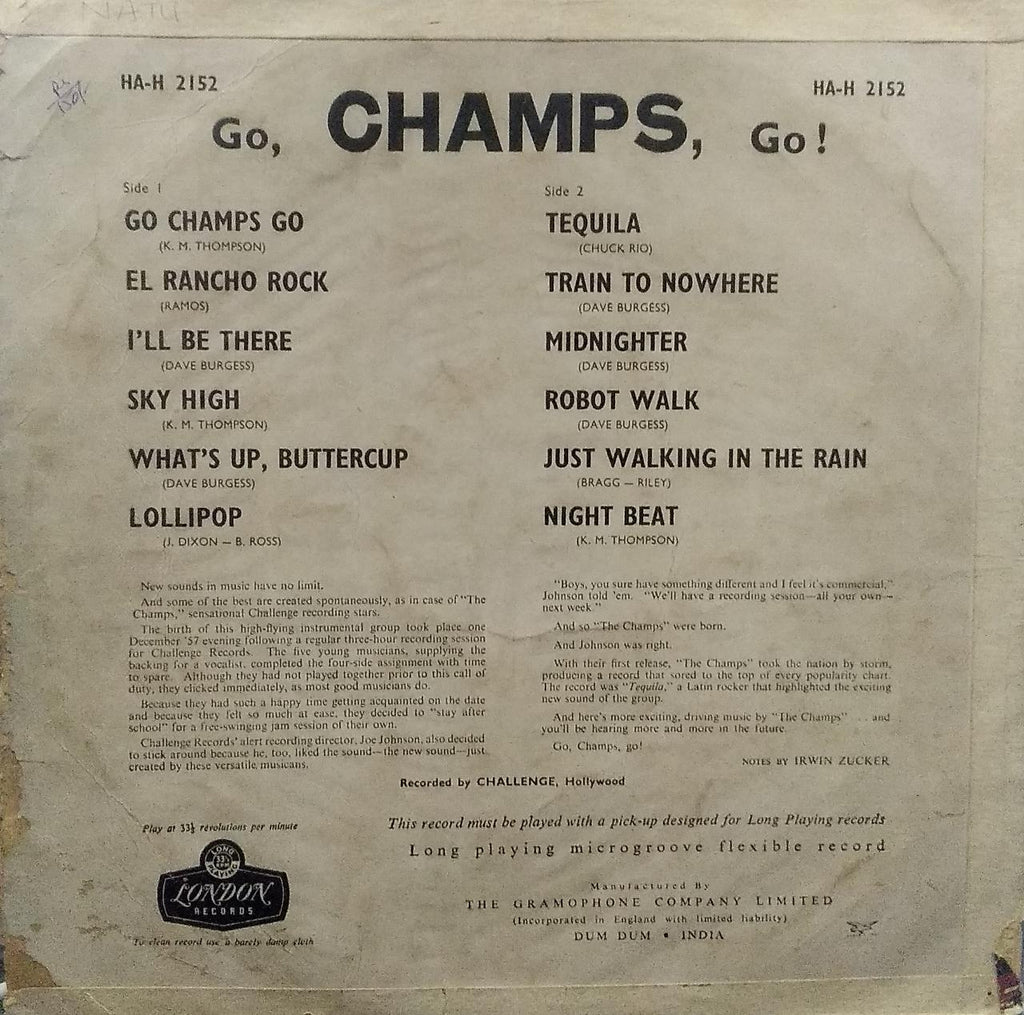 HA-H 2152
HA-H 2152
Go, CHAMPS, Go!
Side 1
GO CHAMPS GO
(K. M. THOMPSON)
EL RANCHO ROCK
(RAMOS)
I'LL BE THERE
(DAVE BURGESS)
SKY HIGH
(K. M. THOMPSON)
WHAT'S UP, BUTTERCUP
(DAVE BURGESS)
LOLLIPOP
(J. DIXON — B. ROSS)
Side 2
TEQUILA
(CHUCK RIO)
TRAIN TO NOWHERE
(DAVE BURGESS)
MIDNIGHTER
(DAVE BURGESS)
ROBOT WALK
(DAVE BURGESS)
JUST WALKING IN THE RAIN
(BRAGG — RILEY)
NIGHT BEAT
(K. M. THOMPSON)
New sounds in music have no limit.
And some of the best are created spontaneously, as in case of "The
Champs," sensational Challenge recording stars.
The birth of this high-flying instrumental group took place one
December '57 evening following a regular three-hour recording session
for Challenge Records. The five young musicians, supplying the
backing for a vocalist, completed the four-side assignment with time
to spare. Although they had not played together prior to this call of
duty, they clicked immediately, as most good musicians do.
Because they had such a happy time getting acquainted on the date
and because they felt so much at ease, they decided to "stay after
school" for a free-swinging jam session of their own.
Challenge Records' alert recording director, Joe Johnson, also decided
to stick around because he, too, liked the sound—the new sound—just
created by these versatile musicians.
"Boys, you sure have something different and I feel it's commercial,"
Johnson told 'em. "We'll have a recording session—all your own—
next week."
And so "The Champs" were born.
And Johnson was right.
With their first release, "The Champs" took the nation by storm,
producing a record that sored to the top of every popularity chart.
The record was "Tequila," a Latin rocker that highlighted the exciting
new sound of the group.
And here's more exciting, driving music by "The Champs" . . . and
you'll be hearing more and more in the future.
Go, Champs, go!
NOTES BY IRWIN ZUCKER
Recorded by CHALLENGE, Hollywood
Play at 33⅓ revolutions per minute
LONG
33⅓
RPM
PLAYING
LONDON
RECORDS
To clean record use a barely damp cloth
This record must be played with a pick-up designed for Long Playing records
Long playing microgroove flexible record
Manufactured By
THE GRAMOPHONE COMPANY LIMITED
(Incorporated in England with limited liability)
DUM DUM • INDIA